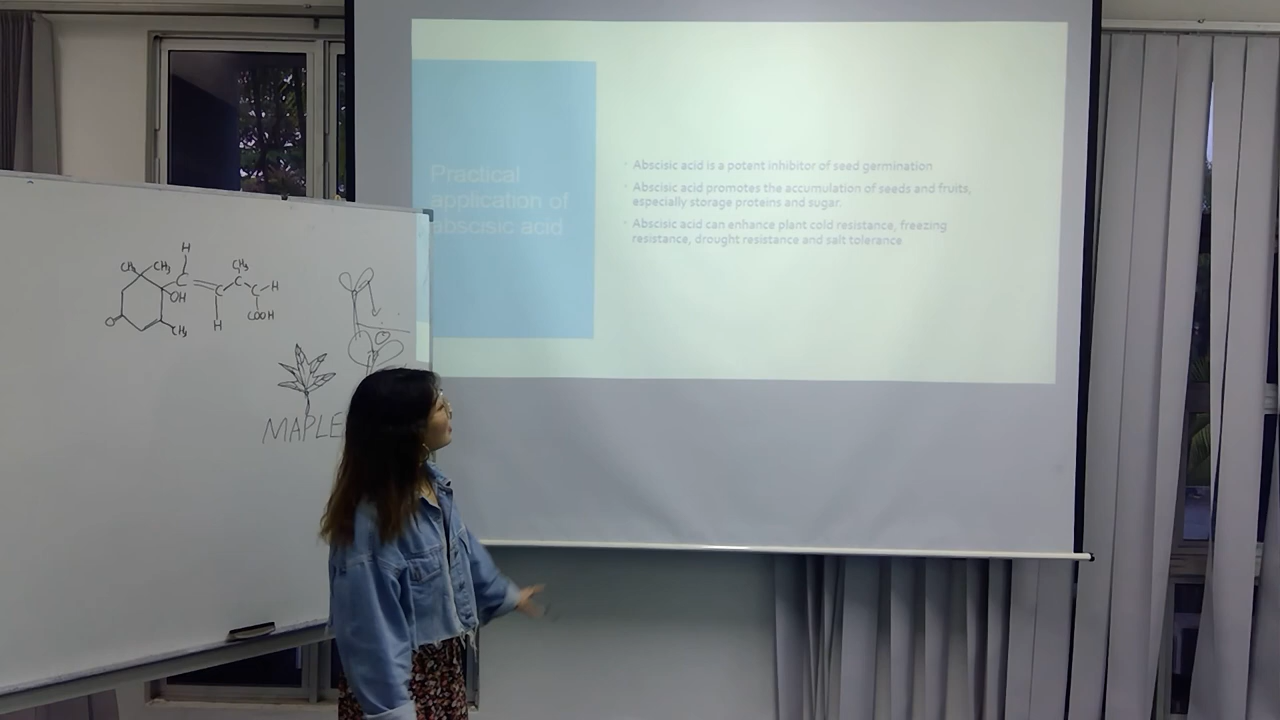 Practical
application of
abscisic acid
Abscisic acid is a potent inhibitor of seed germination
Abscisic acid promotes the accumulation of seeds and fruits,
especially storage proteins and sugar.
Abscisic acid can enhance plant cold resistance, freezing
resistance, drought resistance and salt tolerance
H
CH3 CH3 C CH3
OH C C C H
O CH3 H COOH
MAPLE